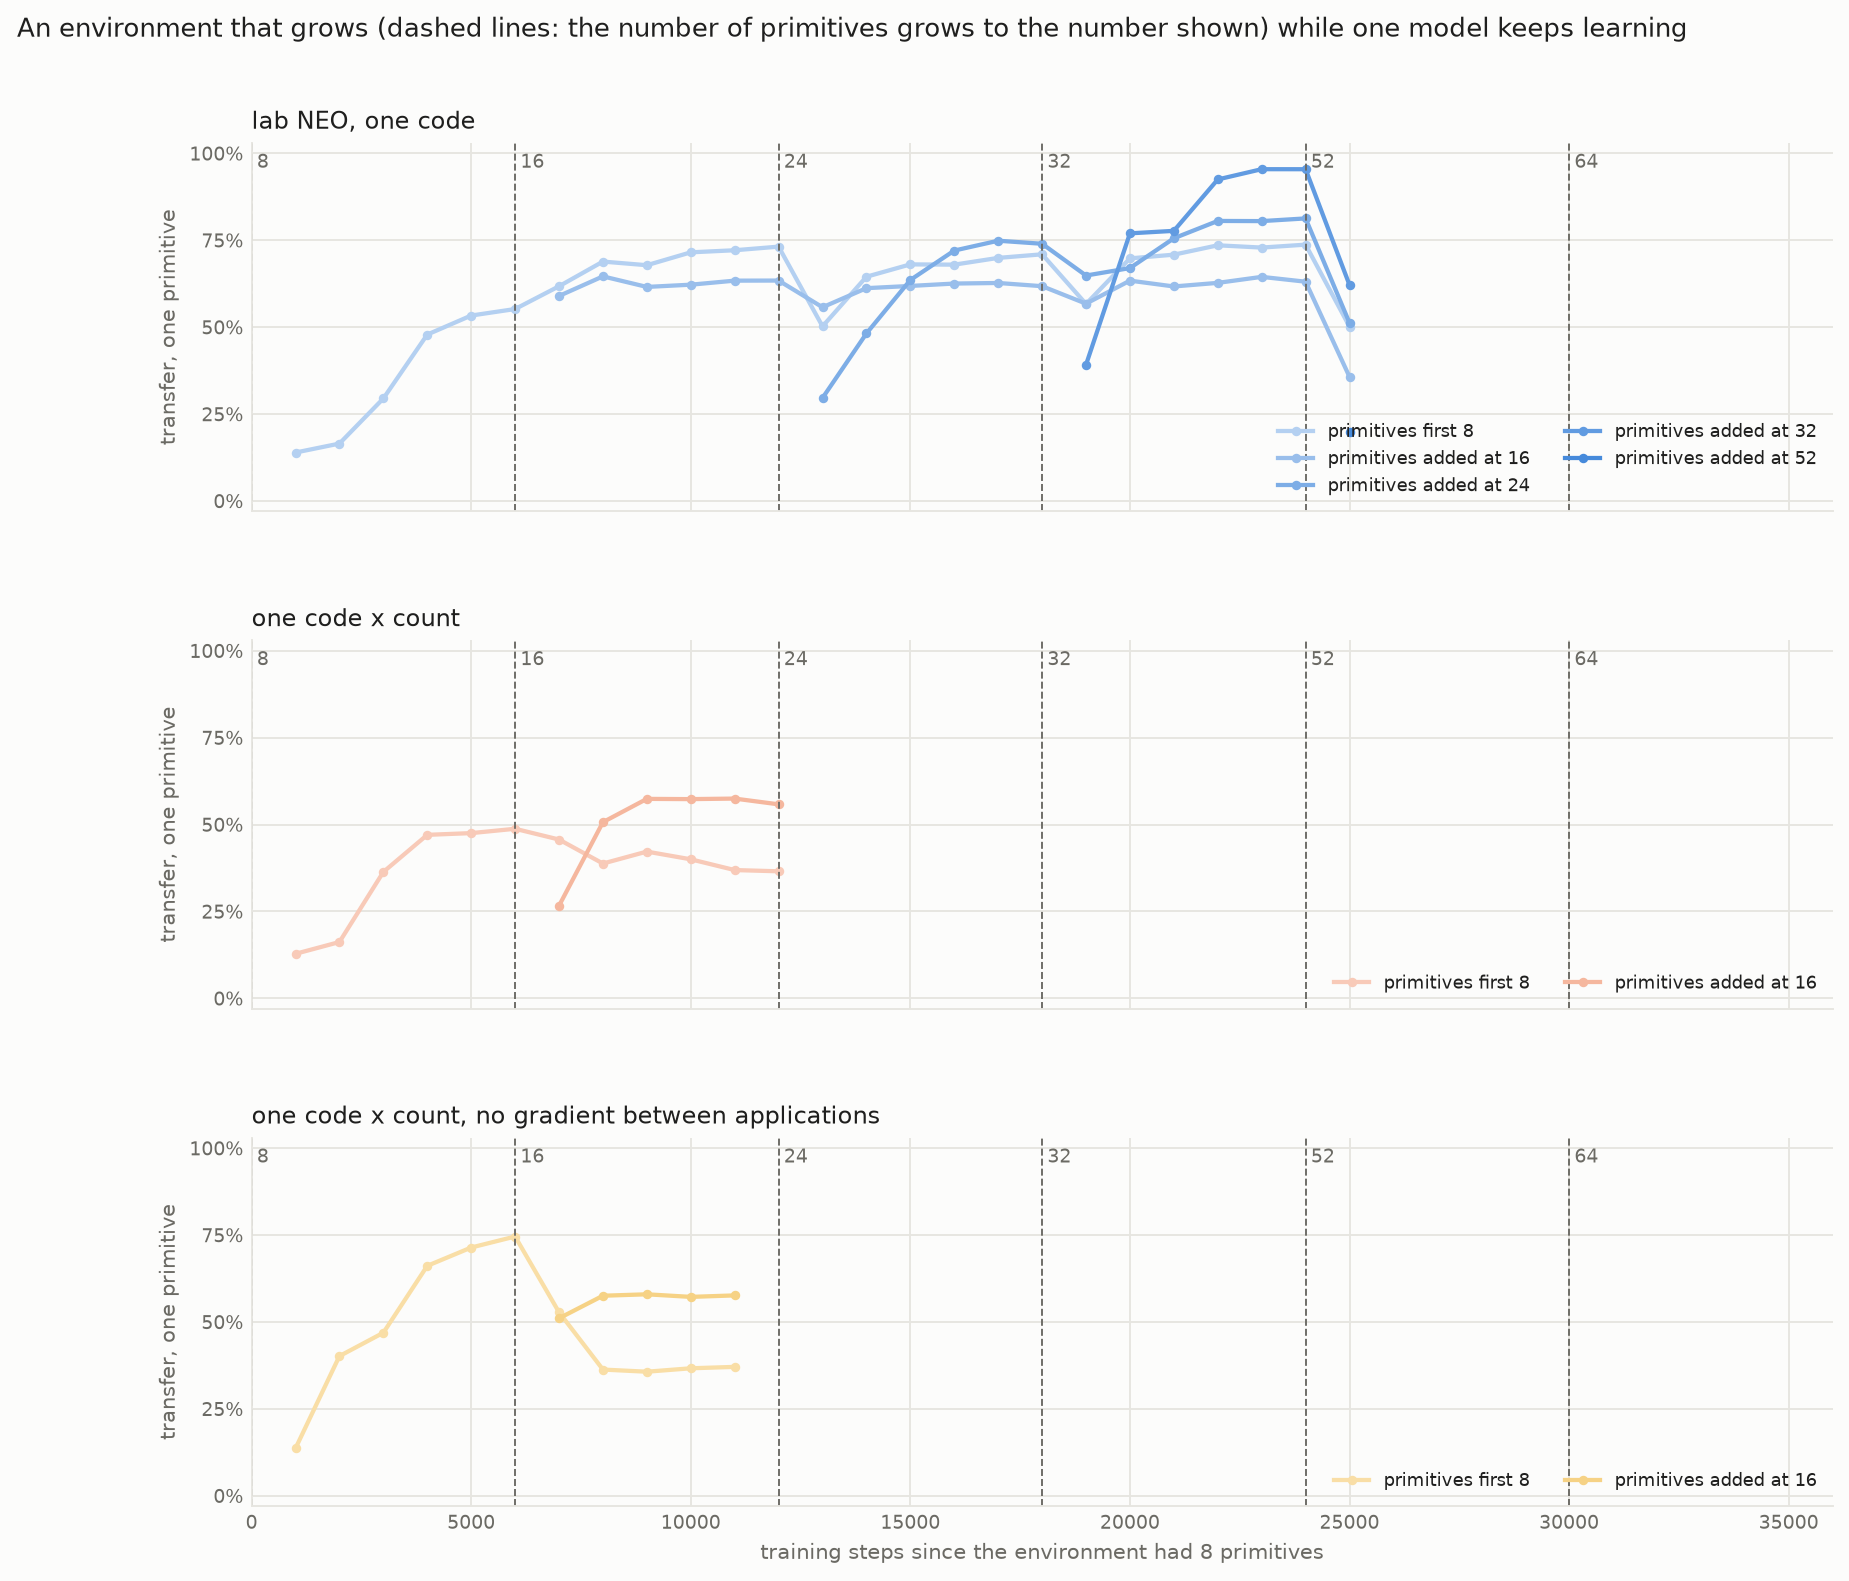 An environment that grows (dashed lines: the number of primitives grows to the number shown) while one model keeps learning
lab NEO, one code
100%
75%
50%
25%
0%
transfer, one primitive
8
16
24
32
52
64
primitives first 8
primitives added at 16
primitives added at 24
primitives added at 32
primitives added at 52
one code x count
100%
75%
50%
25%
0%
transfer, one primitive
8
16
24
32
52
64
primitives first 8
primitives added at 16
one code x count, no gradient between applications
100%
75%
50%
25%
0%
transfer, one primitive
8
16
24
32
52
64
primitives first 8
primitives added at 16
0
5000
10000
15000
20000
25000
30000
35000
training steps since the environment had 8 primitives